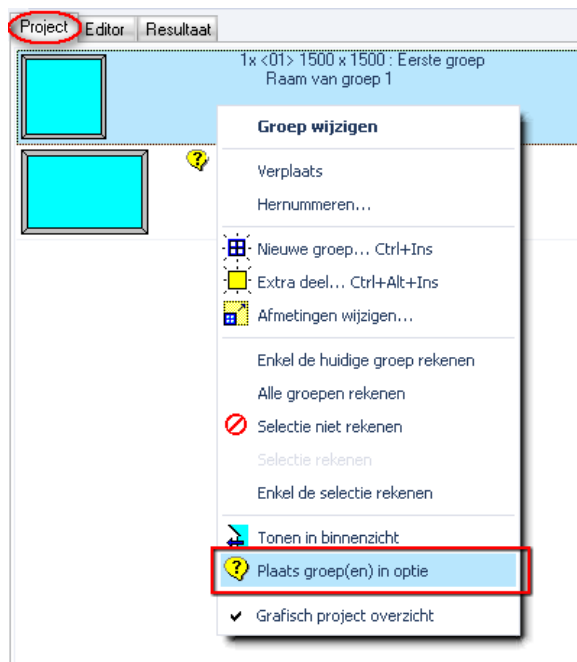 Project Editor Resultaat
1x <01> 1500 x 1500 : Eerste groep
Raam van groep 1
Groep wijzigen
Verplaats
Hernummeren...
Nieuwe groep... Ctrl+Ins
Extra deel... Ctrl+Alt+Ins
Afmetingen wijzigen...
Enkel de huidige groep rekenen
Alle groepen rekenen
Selectie niet rekenen
Selectie rekenen
Enkel de selectie rekenen
Tonen in binnenzicht
Plaats groep(en) in optie
Grafisch project overzicht